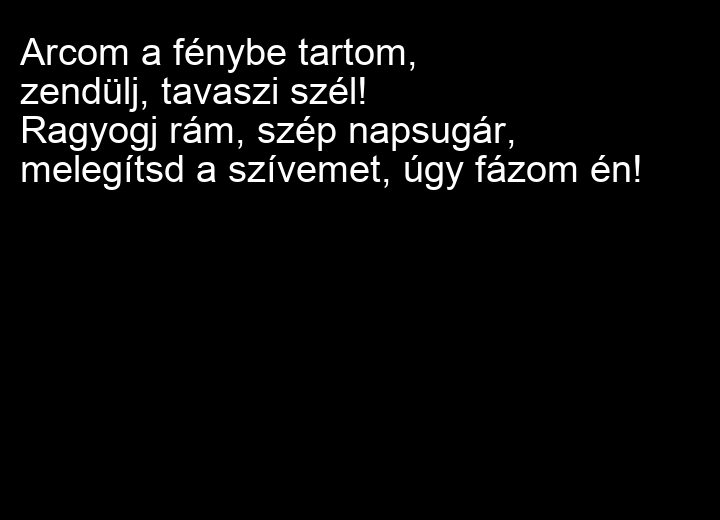 Arcom a fénybe tartom,
zendülj, tavaszi szél!
Ragyogj rám, szép napsugár,
melegítsd a szívemet, úgy fázom én!